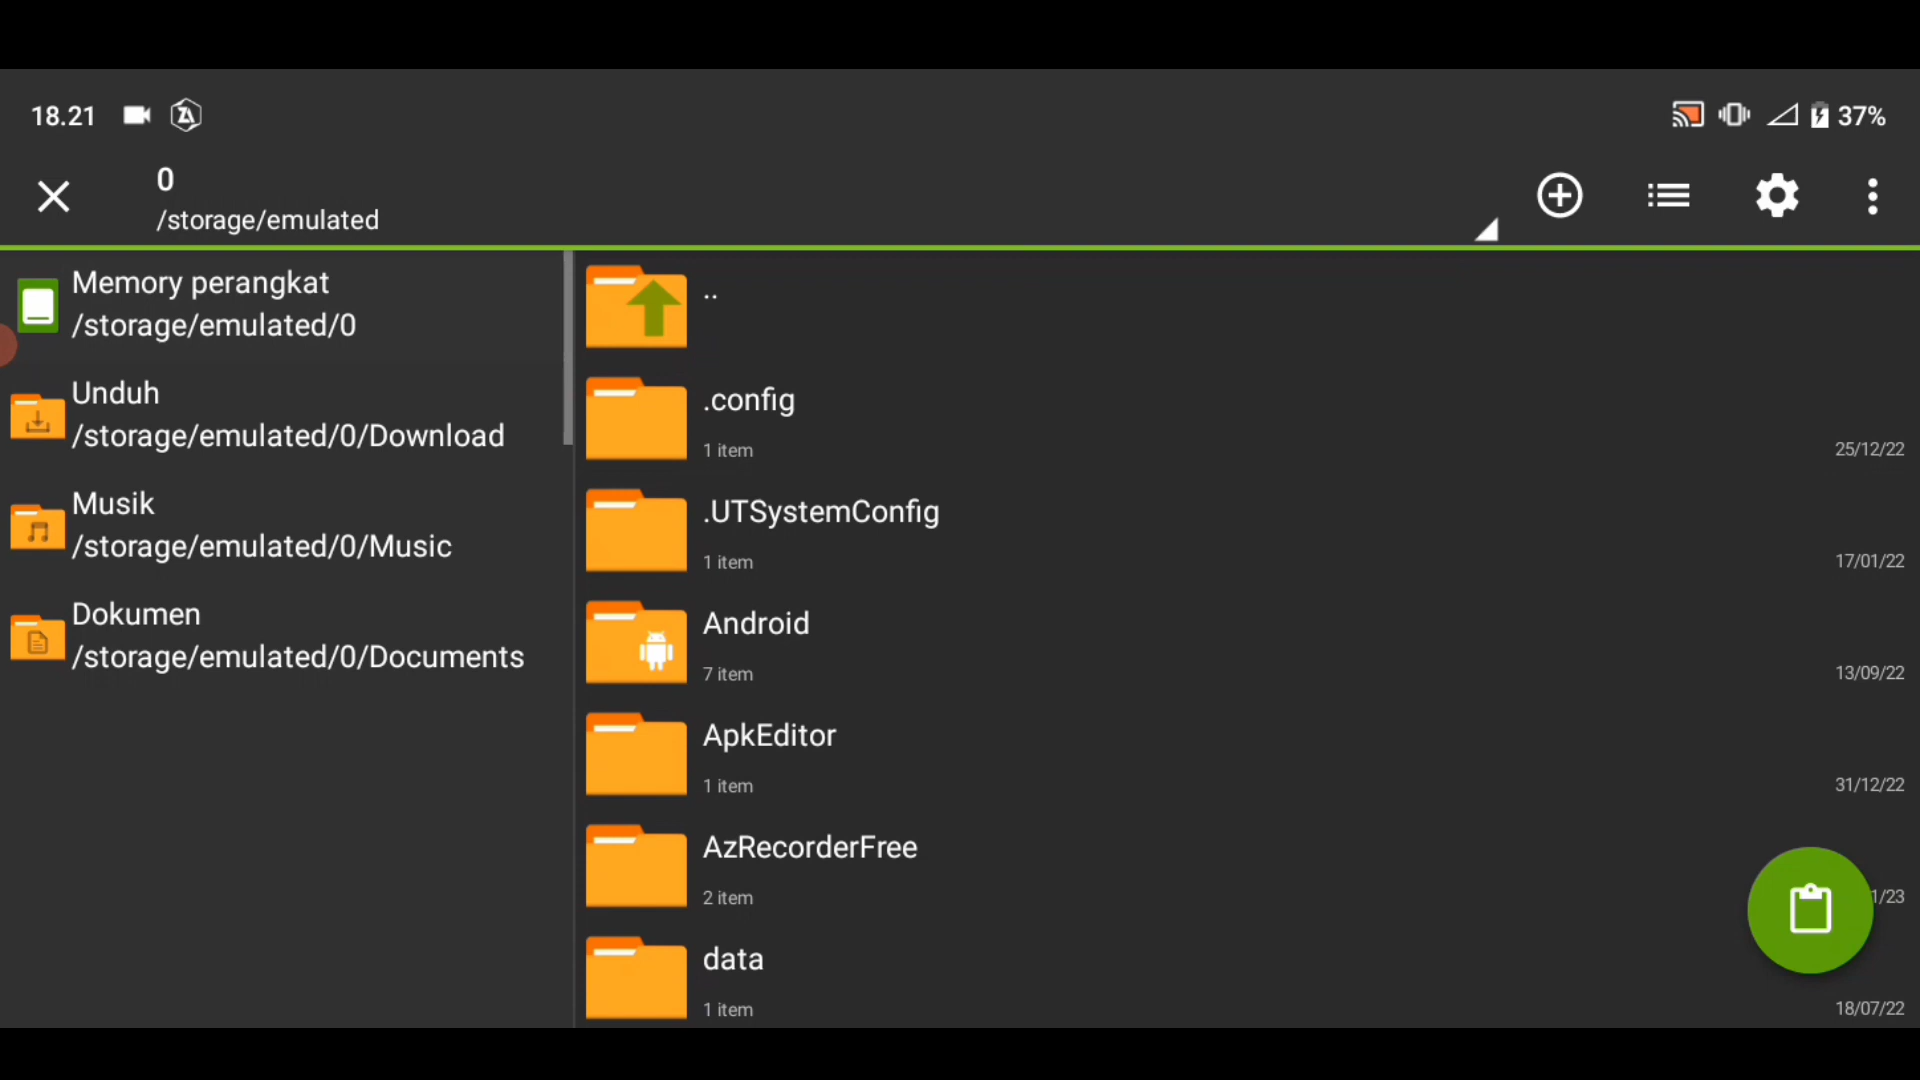 18.21
37%
0
/storage/emulated
Memory perangkat
/storage/emulated/0
Unduh
/storage/emulated/0/Download
Musik
/storage/emulated/0/Music
Dokumen
/storage/emulated/0/Documents
..
.config
1 item
25/12/22
.UTSystemConfig
1 item
17/01/22
Android
7 item
13/09/22
ApkEditor
1 item
31/12/22
AzRecorderFree
2 item
1/23
data
1 item
18/07/22